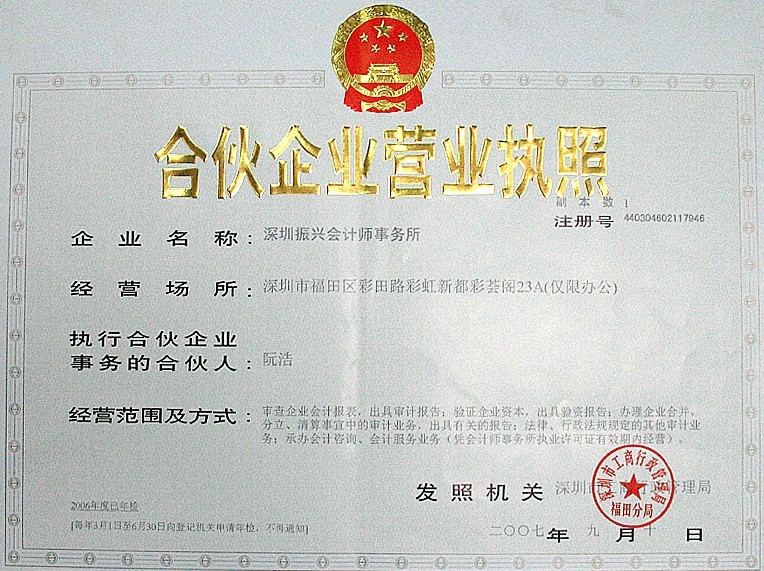 合伙企业营业执照
副本数 1
注册号 440304602117946
企业名称：深圳振兴会计师事务所
经营场所：深圳市福田区彩田路彩虹新都彩荟阁23A(仅限办公)
执行合伙企业
事务的合伙人：阮浩
经营范围及方式：审查企业会计报表，出具审计报告；验证企业资本，出具验资报告；办理企业合并、
分立、清算事宜中的审计业务，出具有关的报告；法律、行政法规规定的其他审计业
务；承办会计咨询、会计服务业务（凭会计师事务所执业许可证有效期内经营）。
发照机关 深圳市工商行政管理局
深圳市工商行政管理局
福田分局
2006年度已年检
[每年3月1日至6月30日向登记机关申请年检，不再通知]
二〇〇七年九月十日